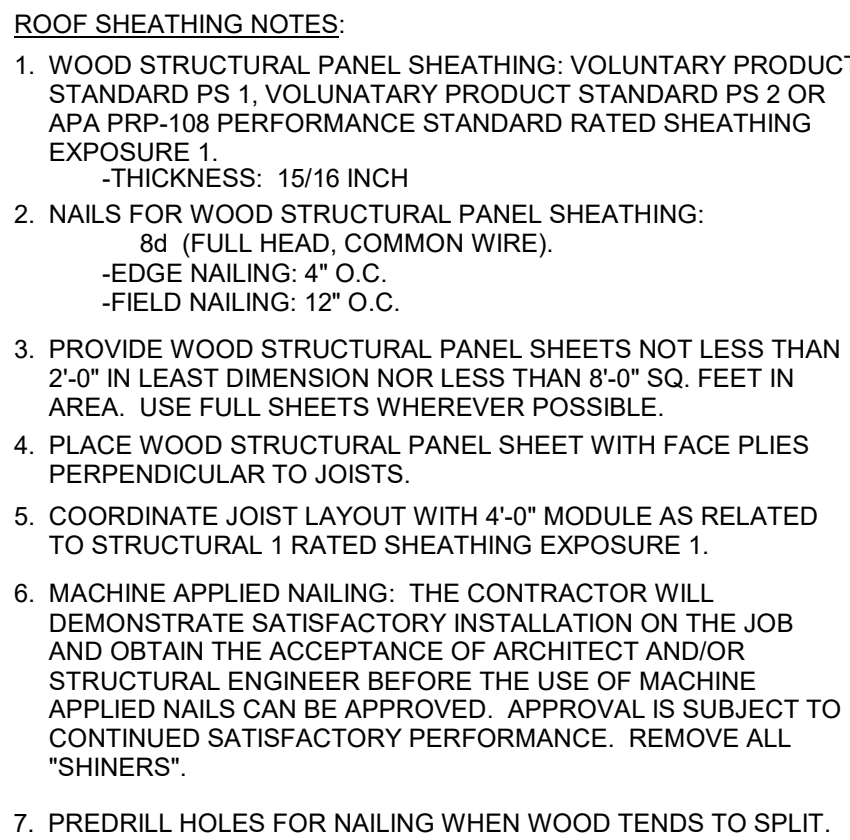 ROOF SHEATHING NOTES:
1. WOOD STRUCTURAL PANEL SHEATHING: VOLUNTARY PRODUCT
STANDARD PS 1, VOLUNATARY PRODUCT STANDARD PS 2 OR
APA PRP-108 PERFORMANCE STANDARD RATED SHEATHING
EXPOSURE 1.
-THICKNESS: 15/16 INCH
2. NAILS FOR WOOD STRUCTURAL PANEL SHEATHING:
8d (FULL HEAD, COMMON WIRE).
-EDGE NAILING: 4" O.C.
-FIELD NAILING: 12" O.C.
3. PROVIDE WOOD STRUCTURAL PANEL SHEETS NOT LESS THAN
2'-0" IN LEAST DIMENSION NOR LESS THAN 8'-0" SQ. FEET IN
AREA. USE FULL SHEETS WHEREVER POSSIBLE.
4. PLACE WOOD STRUCTURAL PANEL SHEET WITH FACE PLIES
PERPENDICULAR TO JOISTS.
5. COORDINATE JOIST LAYOUT WITH 4'-0" MODULE AS RELATED
TO STRUCTURAL 1 RATED SHEATHING EXPOSURE 1.
6. MACHINE APPLIED NAILING: THE CONTRACTOR WILL
DEMONSTRATE SATISFACTORY INSTALLATION ON THE JOB
AND OBTAIN THE ACCEPTANCE OF ARCHITECT AND/OR
STRUCTURAL ENGINEER BEFORE THE USE OF MACHINE
APPLIED NAILS CAN BE APPROVED. APPROVAL IS SUBJECT TO
CONTINUED SATISFACTORY PERFORMANCE. REMOVE ALL
"SHINERS".
7. PREDRILL HOLES FOR NAILING WHEN WOOD TENDS TO SPLIT.